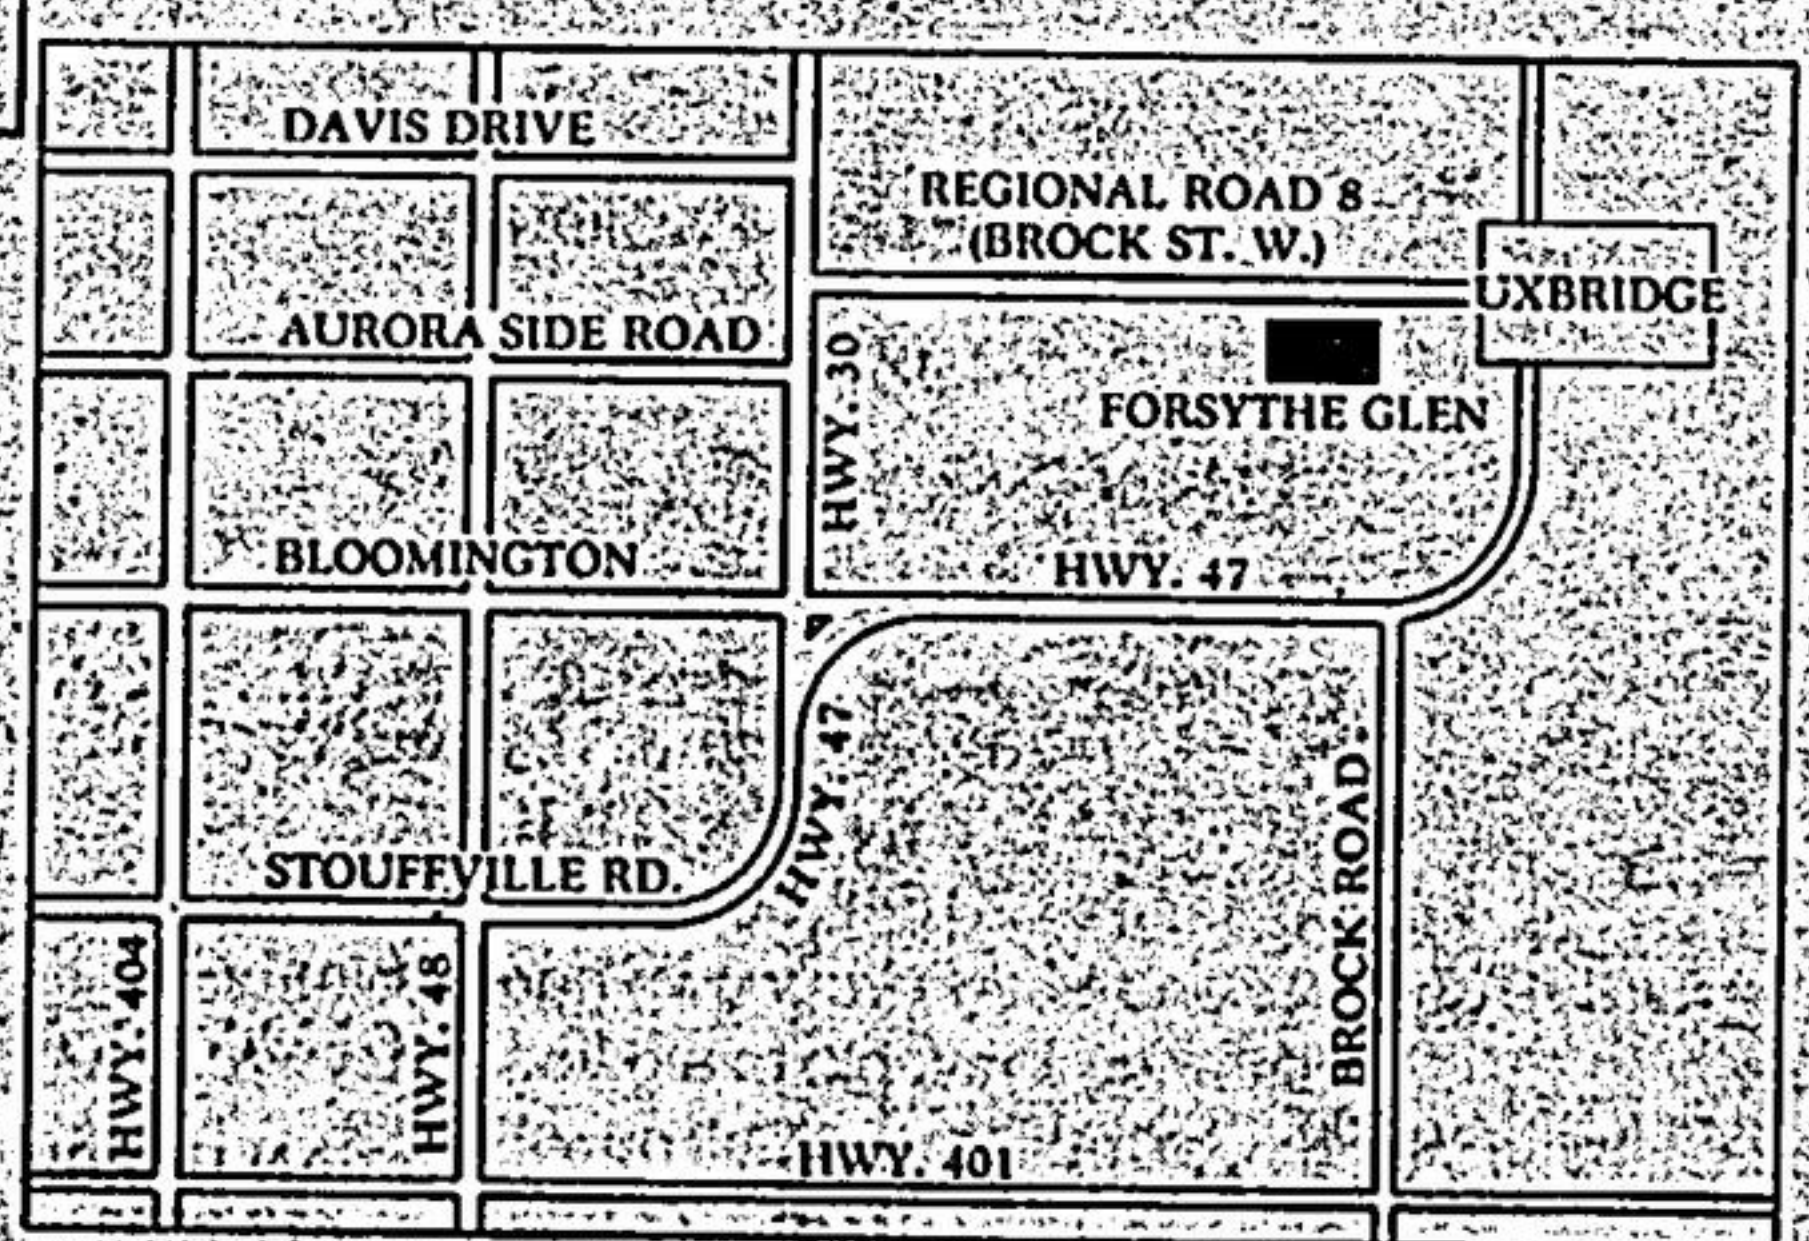 DAVIS DRIVE
REGIONAL ROAD 8
(BROCK ST. W.)
UXBRIDGE
AURORA SIDE ROAD
HWY. 30
FORSYTHE GLEN
BLOOMINGTON
HWY. 47
HWY. 47
BROCK ROAD
STOUFFVILLE RD.
HWY. 404
HWY. 48
HWY. 401